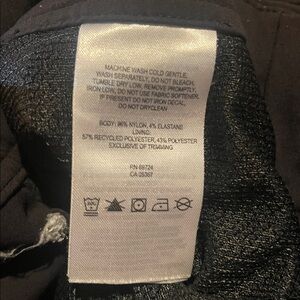 MACHINE WASH COLD GENTLE,
WASH SEPARATELY, DO NOT BLEACH,
TUMBLE DRY LOW, REMOVE PROMPTLY,
IRON LOW, DO NOT USE FABRIC SOFTENER,
IF PRESENT DO NOT IRON DECAL,
DO NOT DRYCLEAN
BODY: 96% NYLON, 4% ELASTANE
LINING:
57% RECYCLED POLYESTER, 43% POLYESTER
EXCLUSIVE OF TRIMMING
RN 69724
CA 05367